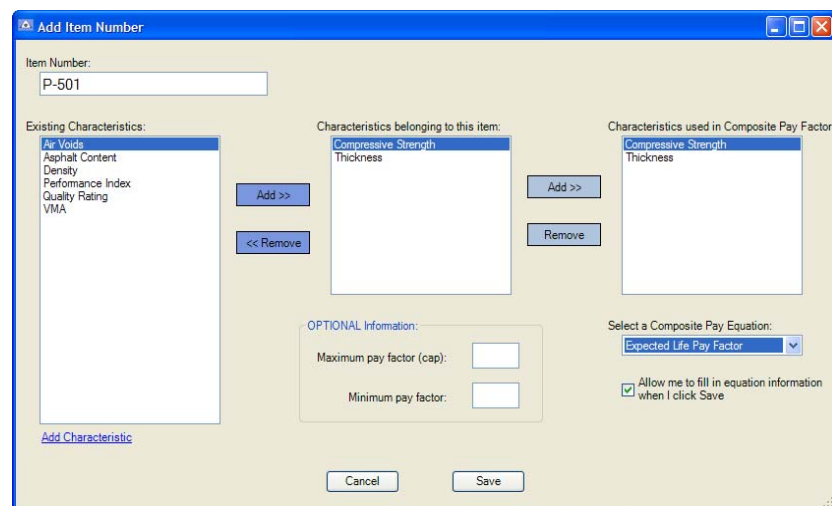 Add Item Number
Item Number:
P-501
Existing Characteristics:
Air Voids
Asphalt Content
Density
Performance Index
Quality Rating
VMA
Add Characteristic
Add >>
<< Remove
Characteristics belonging to this item:
Compressive Strength
Thickness
Add >>
Remove
Characteristics used in Composite Pay Factor
Compressive Strength
Thickness
OPTIONAL Information:
Maximum pay factor (cap):
Minimum pay factor:
Select a Composite Pay Equation:
Expected Life Pay Factor
Allow me to fill in equation information
when I click Save
Cancel
Save